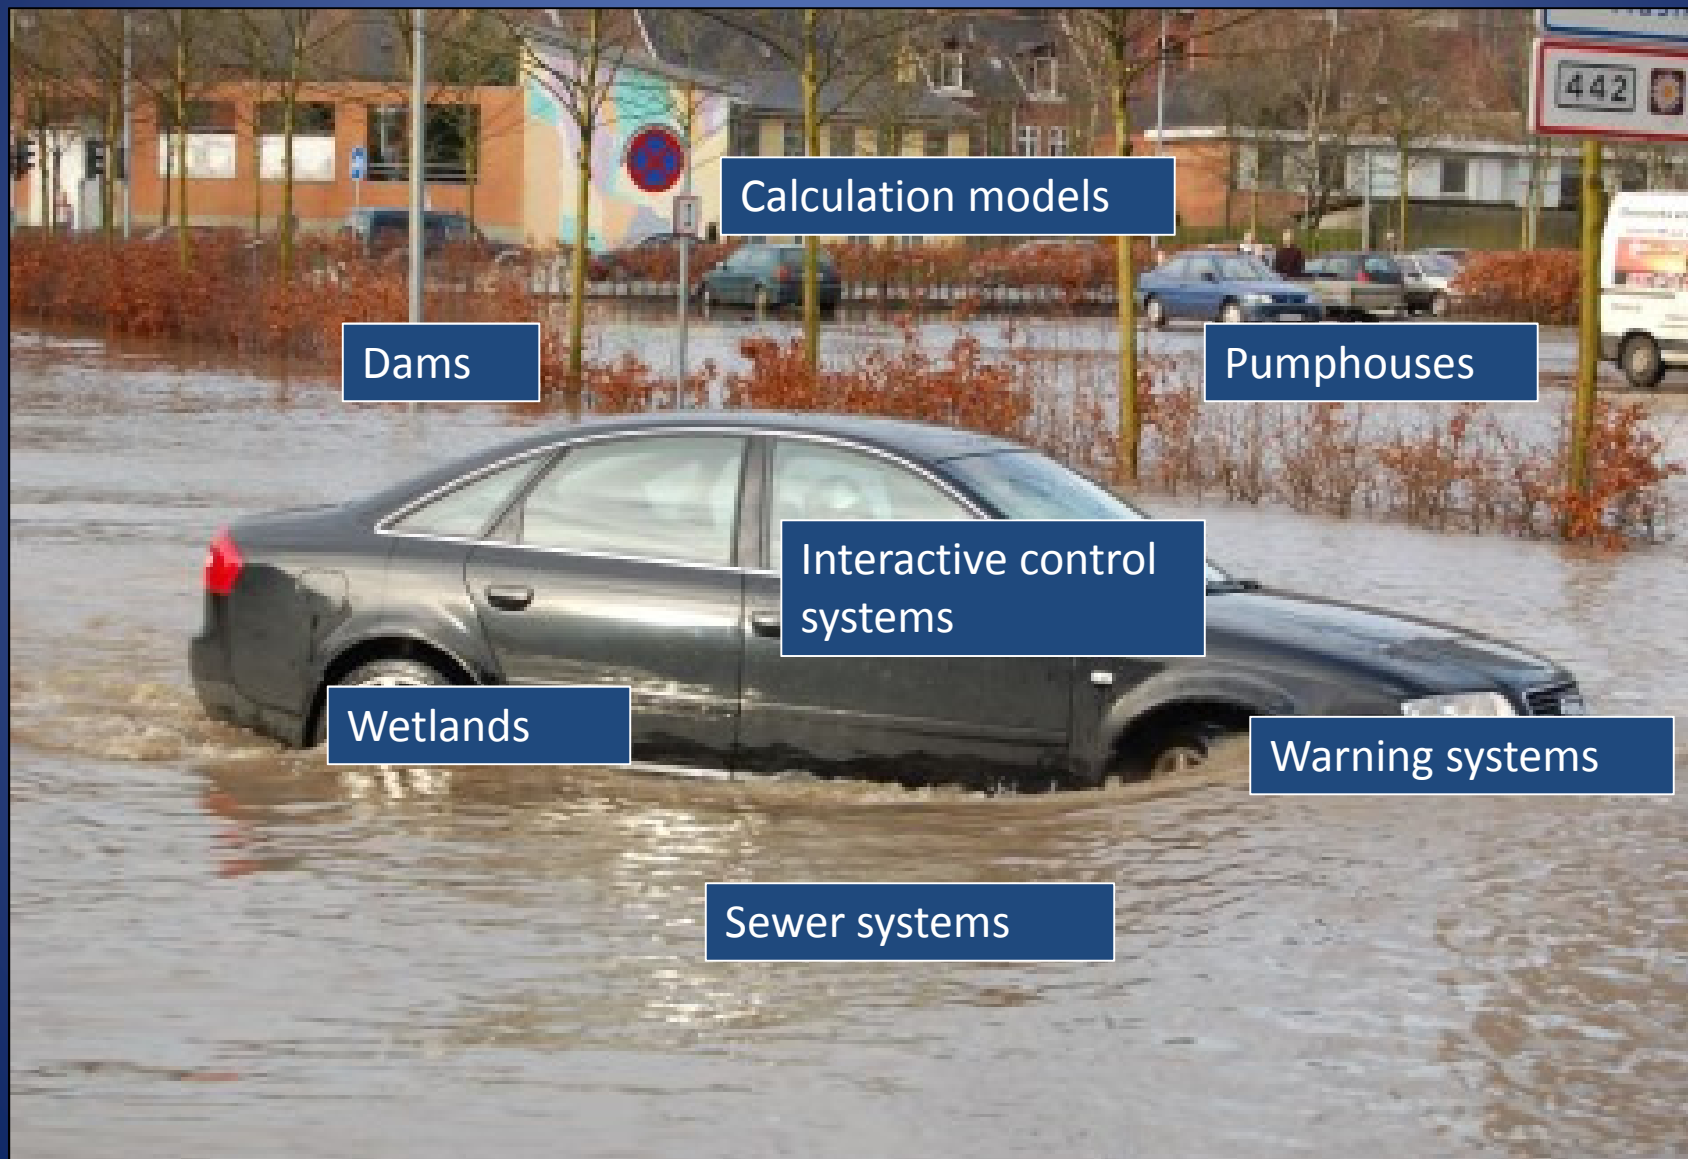 442
Calculation models
Dams
Pumphouses
Interactive control
systems
Wetlands
Warning systems
Sewer systems